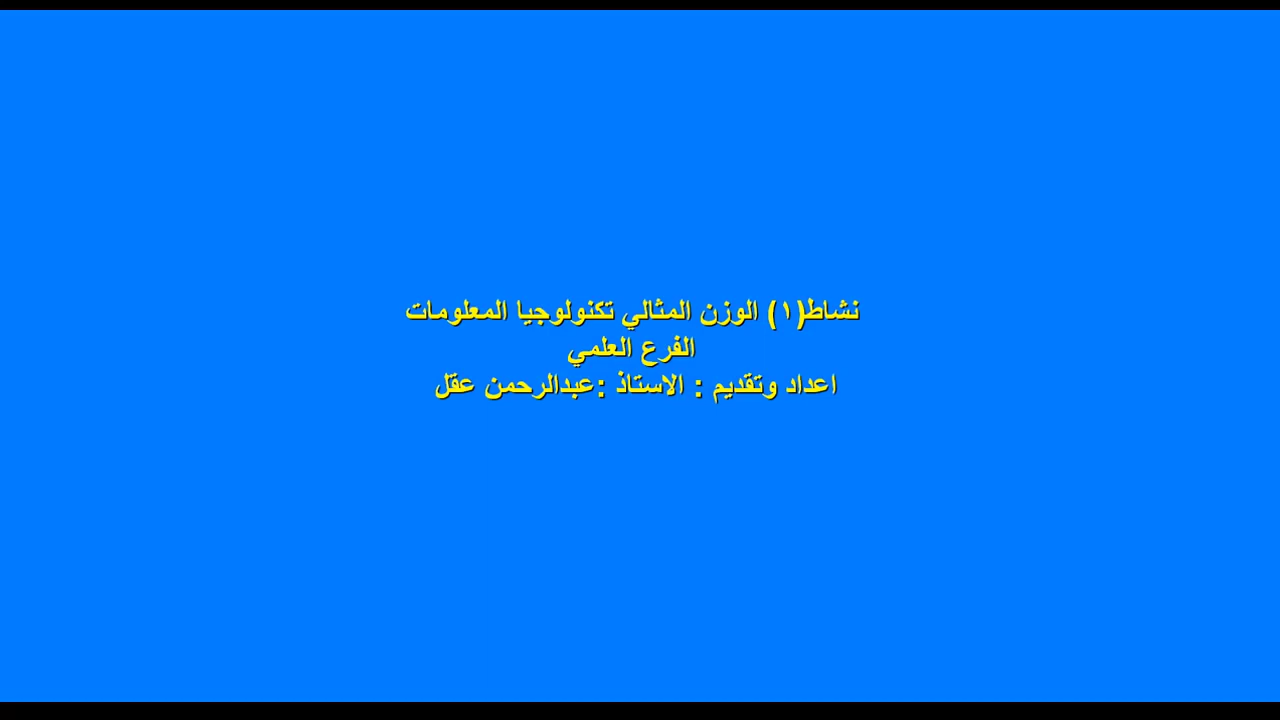 نشاط(١) الوزن المثالي تكنولوجيا المعلومات
الفرع العلمي
اعداد وتقديم : الاستاذ :عبدالرحمن عقل